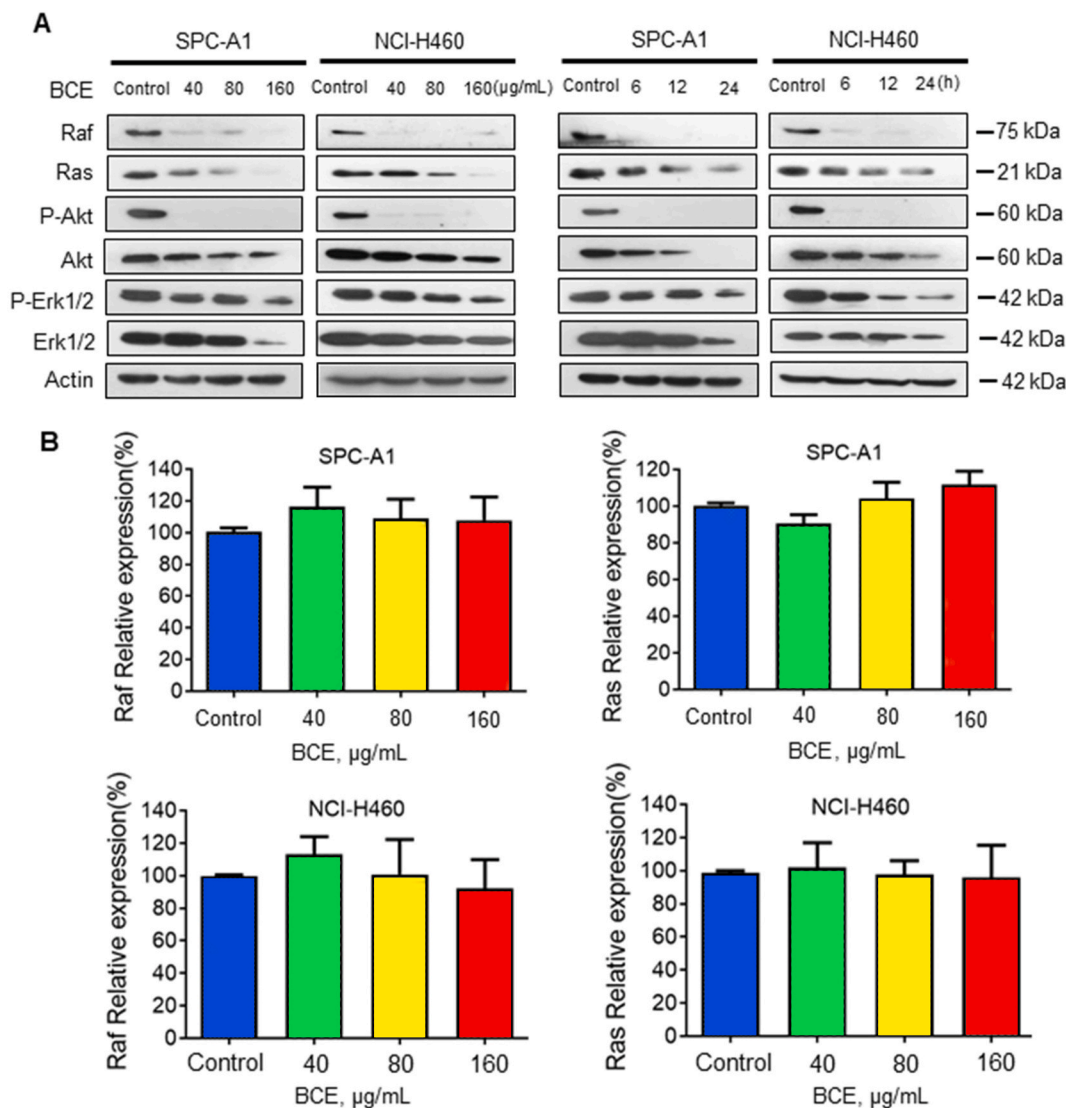 A
SPC-A1 NCI-H460 SPC-A1 NCI-H460
BCE Control 40 80 160 Control 40 80 160(μg/mL) Control 6 12 24 Control 6 12 24(h)
Raf 75 kDa
Ras 21 kDa
P-Akt 60 kDa
Akt 60 kDa
P-Erk1/2 42 kDa
Erk1/2 42 kDa
Actin 42 kDa
B
SPC-A1
Raf Relative expression(%)
140
120
100
80
60
40
20
0
Control 40 80 160
BCE, μg/mL
SPC-A1
Ras Relative expression(%)
120
100
80
60
40
20
0
Control 40 80 160
BCE, μg/mL
NCI-H460
Raf Relative expression(%)
140
120
100
80
60
40
20
0
Control 40 80 160
BCE, μg/mL
NCI-H460
Ras Relative expression(%)
140
120
100
80
60
40
20
0
Control 40 80 160
BCE, μg/mL